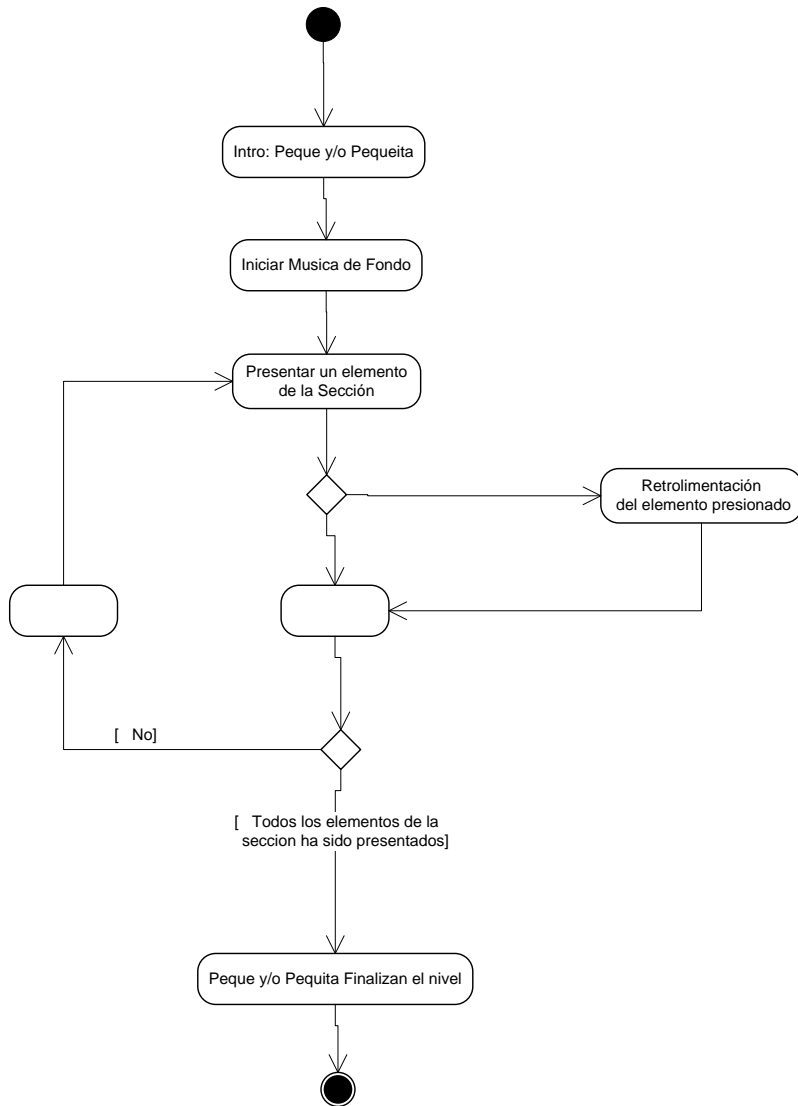 Intro: Peque y/o Pequeita
Iniciar Musica de Fondo
Presentar un elemento
de la Sección
Retrolimentación
del elemento presionado
[ No]
[ Todos los elementos de la
seccion ha sido presentados]
Peque y/o Pequita Finalizan el nivel